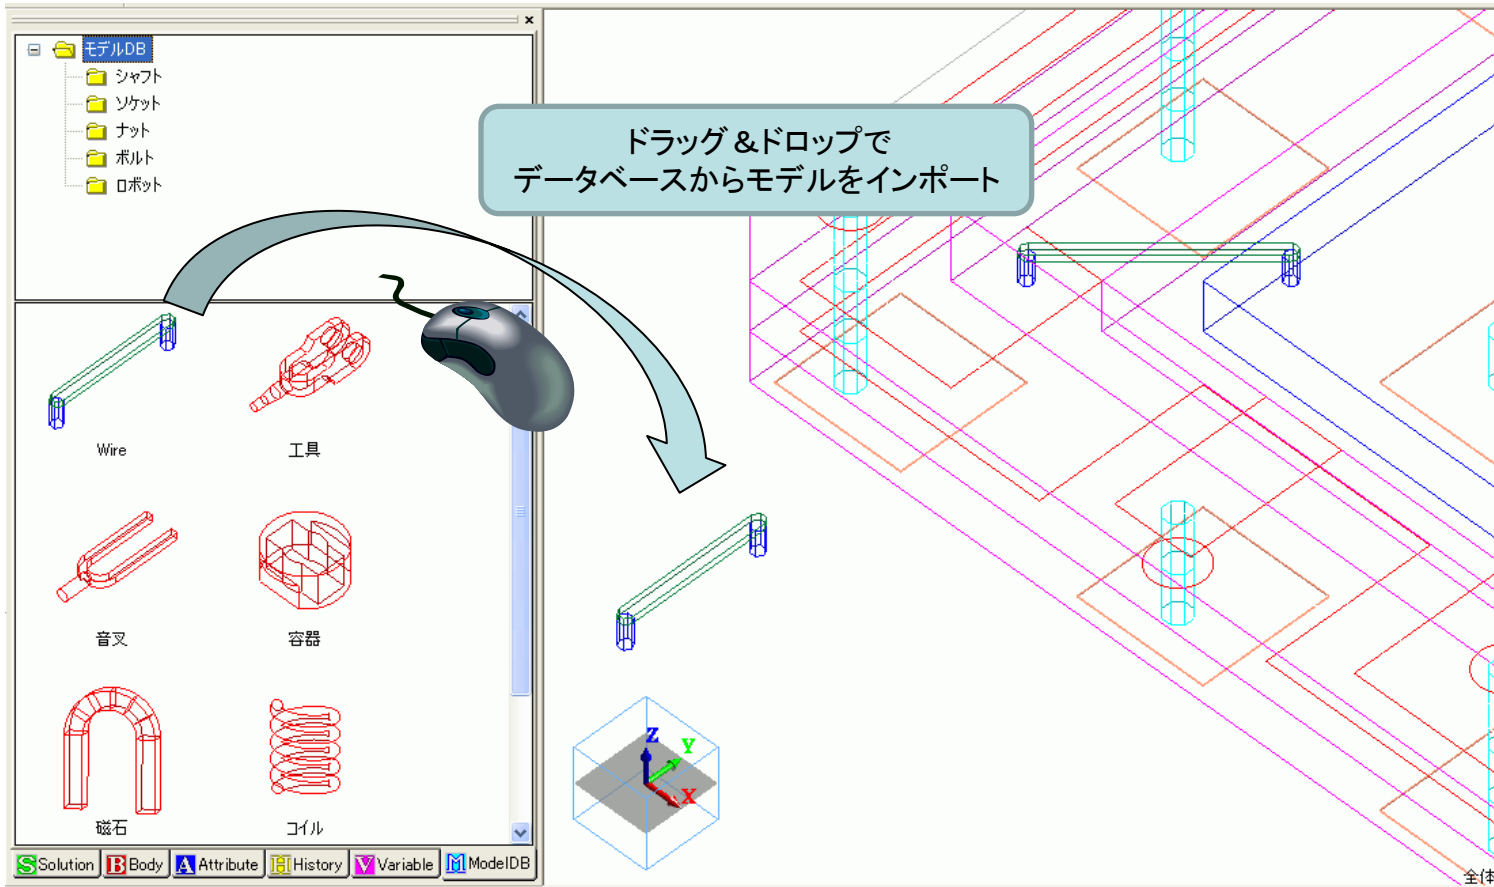 モデルDB
シャフト
ソケット
ナット
ボルト
ロボット
ドラッグ&ドロップで
データベースからモデルをインポート
Wire
工具
音叉
容器
磁石
コイル
Z
Y
X
Solution
Body
Attribute
History
Variable
ModelDB
全体